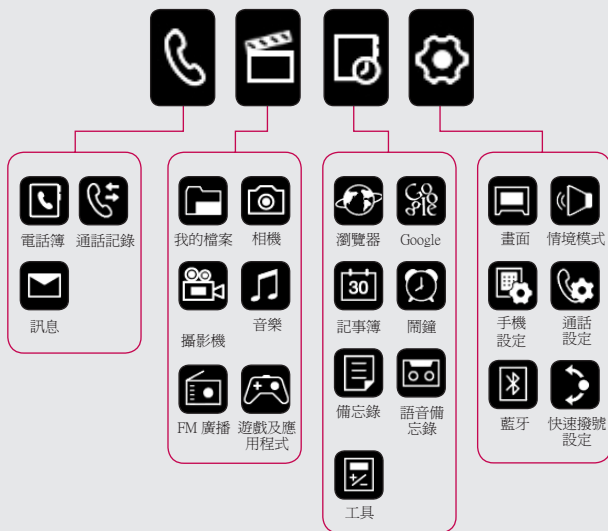 電話簿
通話記錄
訊息
我的檔案
相機
攝影機
音樂
FM 廣播
遊戲及應
用程式
瀏覽器
Google
30
記事簿
鬧鐘
備忘錄
語音備
忘錄
工具
畫面
情境模式
手機
設定
通話
設定
藍牙
快速撥號
設定